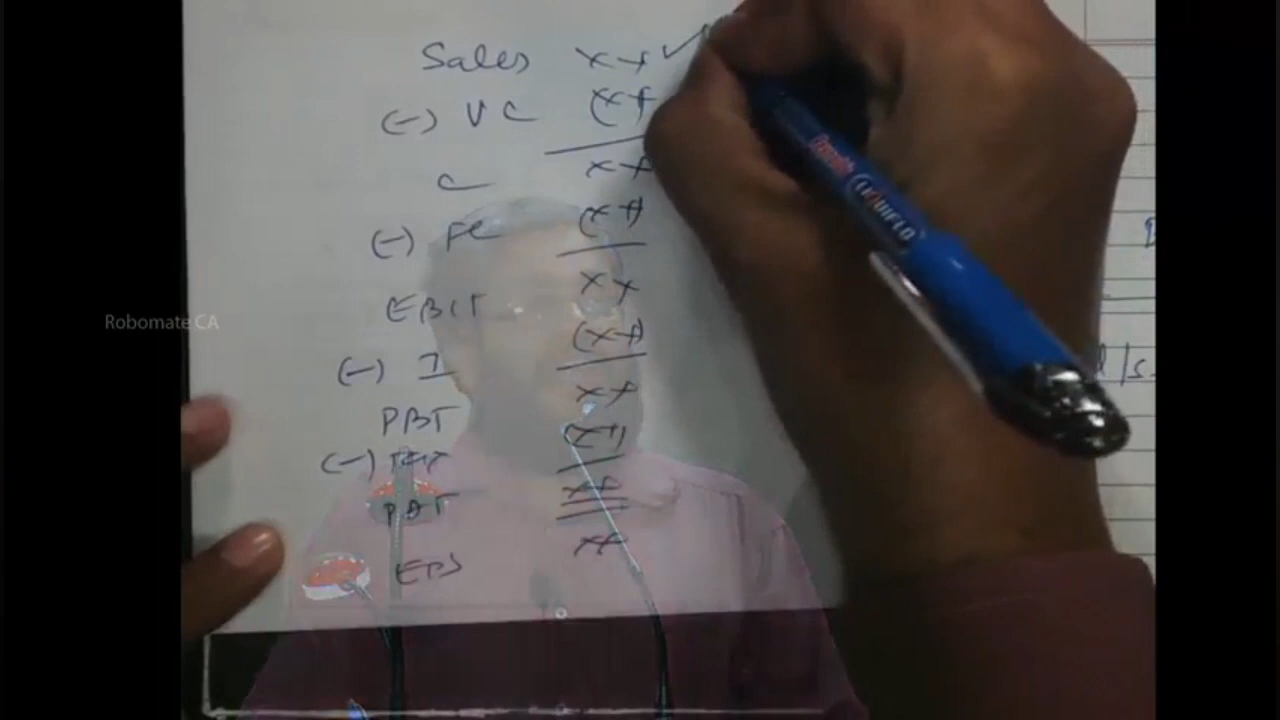 Sales xx ✓
(-) VC (xx
C xx
(-) FC (xx)
EBIT xx
Robomate CA
(-) I (xx)
PBT xx
(-) TAX (xx)
PAT xx
EPS xx